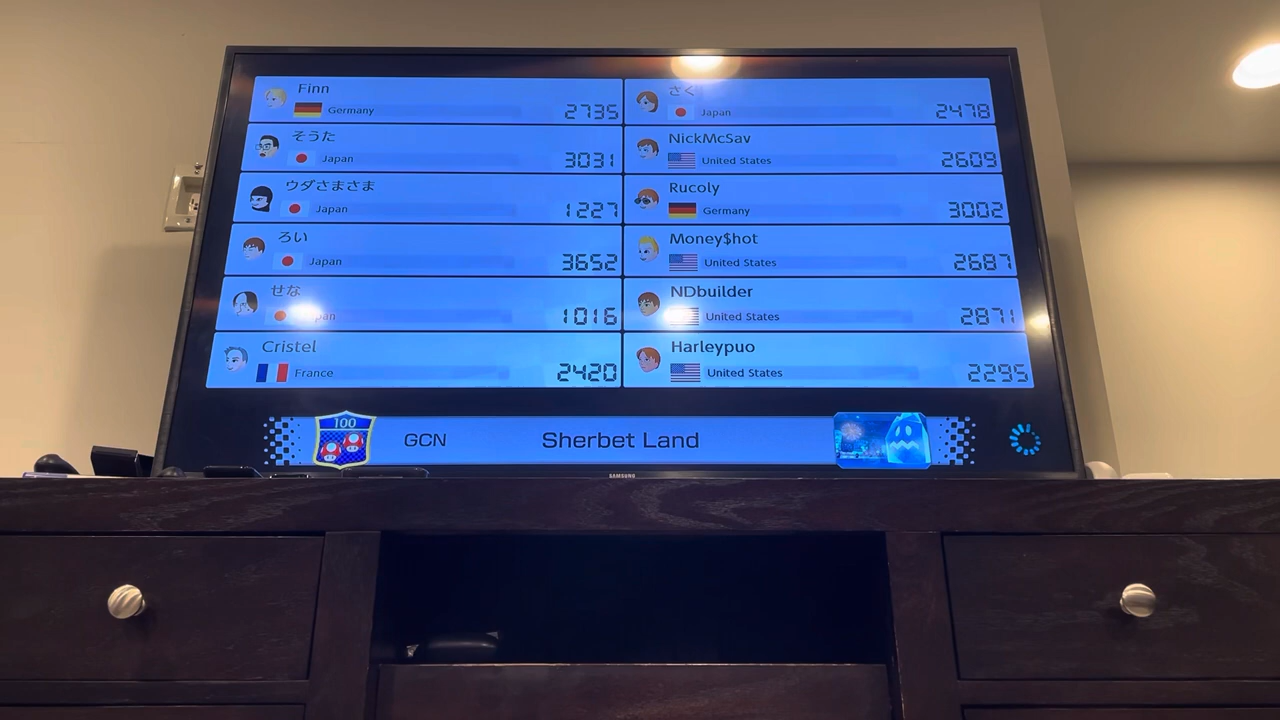 Finn
Germany 2735
そうた
Japan 3031
ウダさまさま
Japan 1227
ろい
Japan 3652
せな
Japan 1016
Cristel
France 2420
さく
Japan 2478
NickMcSav
United States 2609
Rucoly
Germany 3002
Money$hot
United States 2687
NDbuilder
United States 2871
Harleypuo
United States 2295
100 GCN Sherbet Land
SAMSUNG